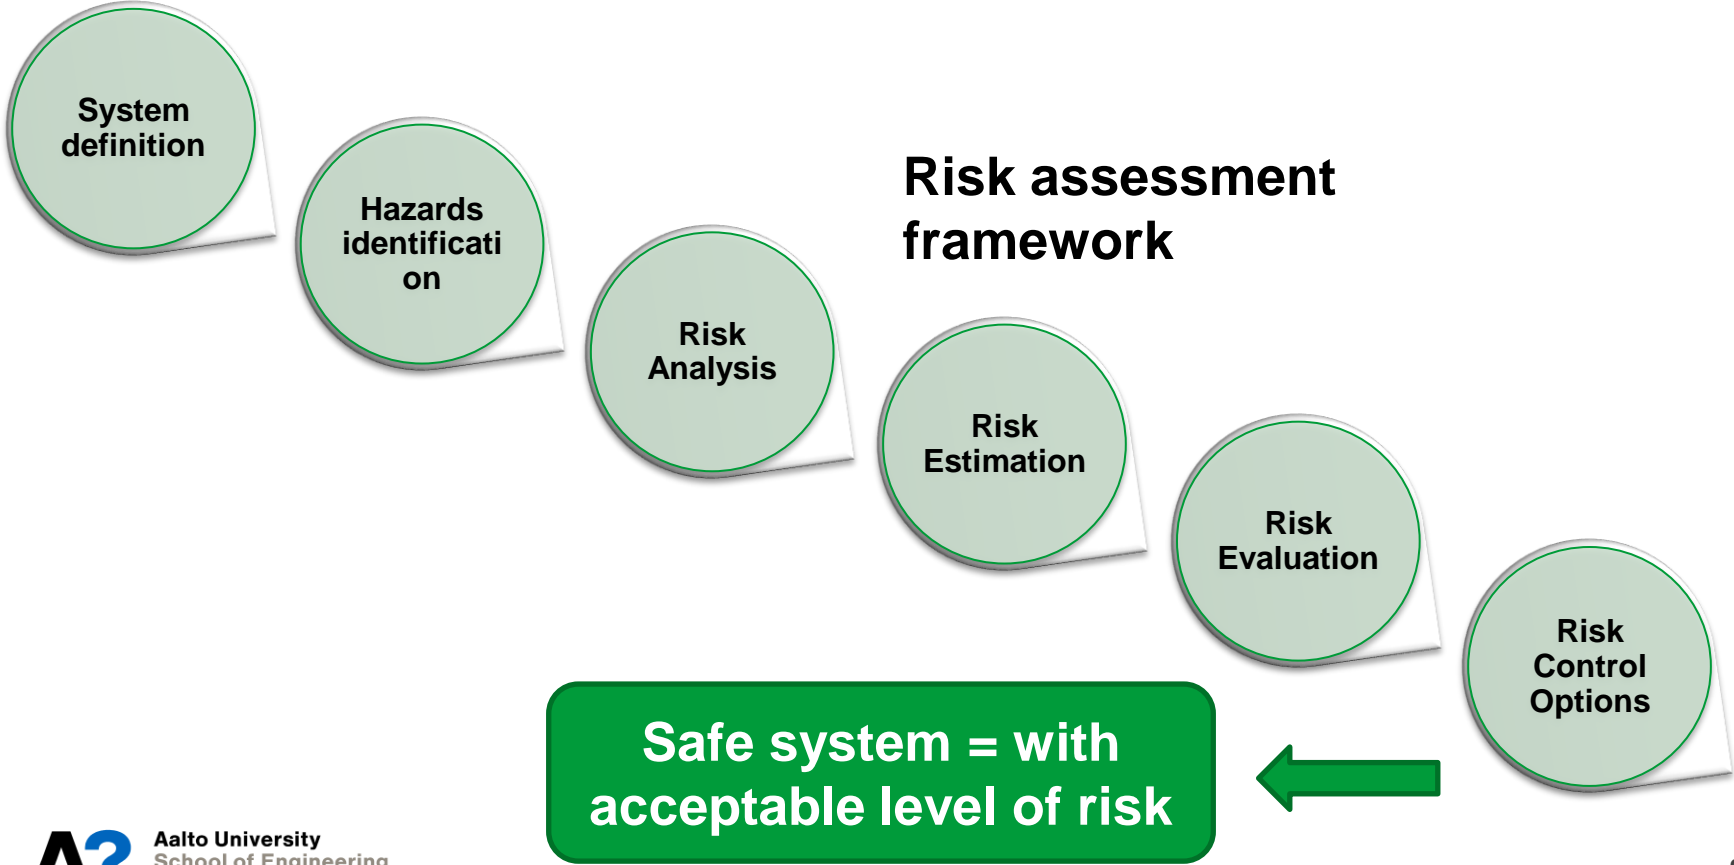 System
definition
Hazards
identificati
on
Risk assessment
framework
Risk
Analysis
Risk
Estimation
Risk
Evaluation
Risk
Control
Options
Safe system = with
acceptable level of risk
Aalto University
School of Engineering